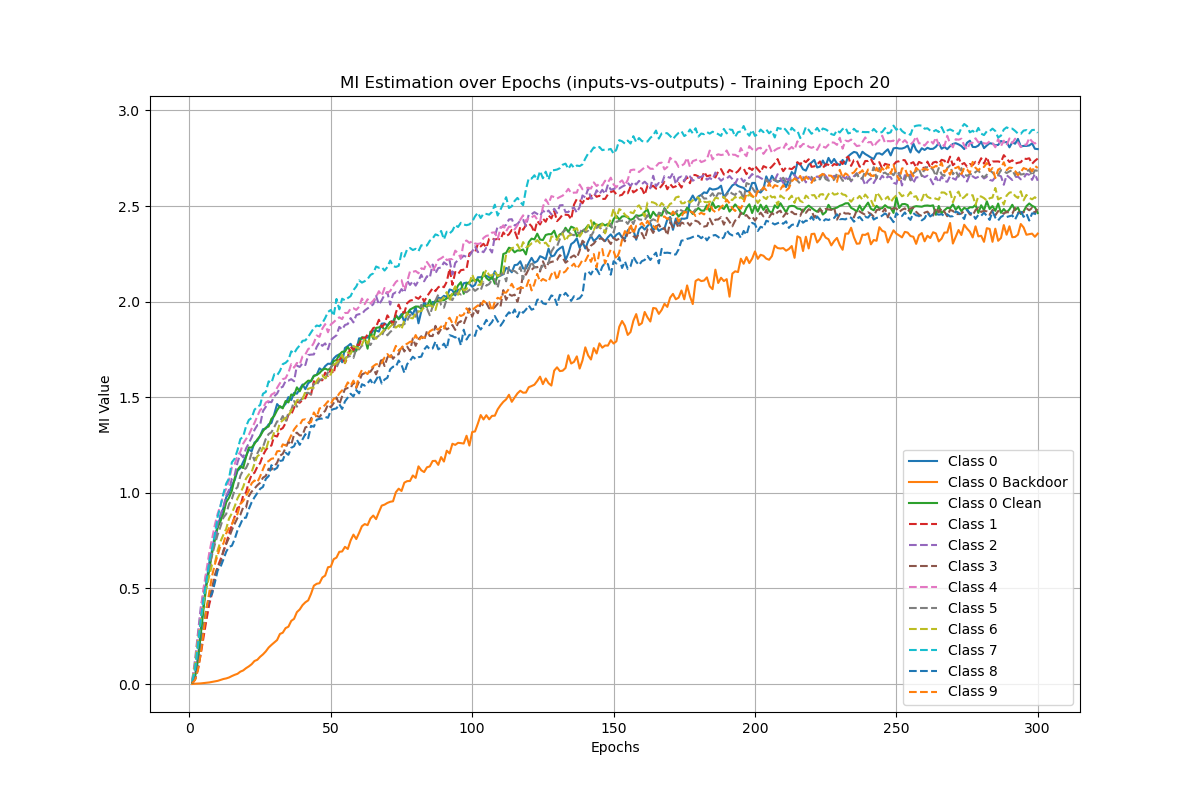 MI Estimation over Epochs (inputs-vs-outputs) - Training Epoch 20
3.0
2.5
2.0
1.5
1.0
0.5
0.0
MI Value
0 50 100 150 200 250 300
Epochs
Class 0
Class 0 Backdoor
Class 0 Clean
Class 1
Class 2
Class 3
Class 4
Class 5
Class 6
Class 7
Class 8
Class 9